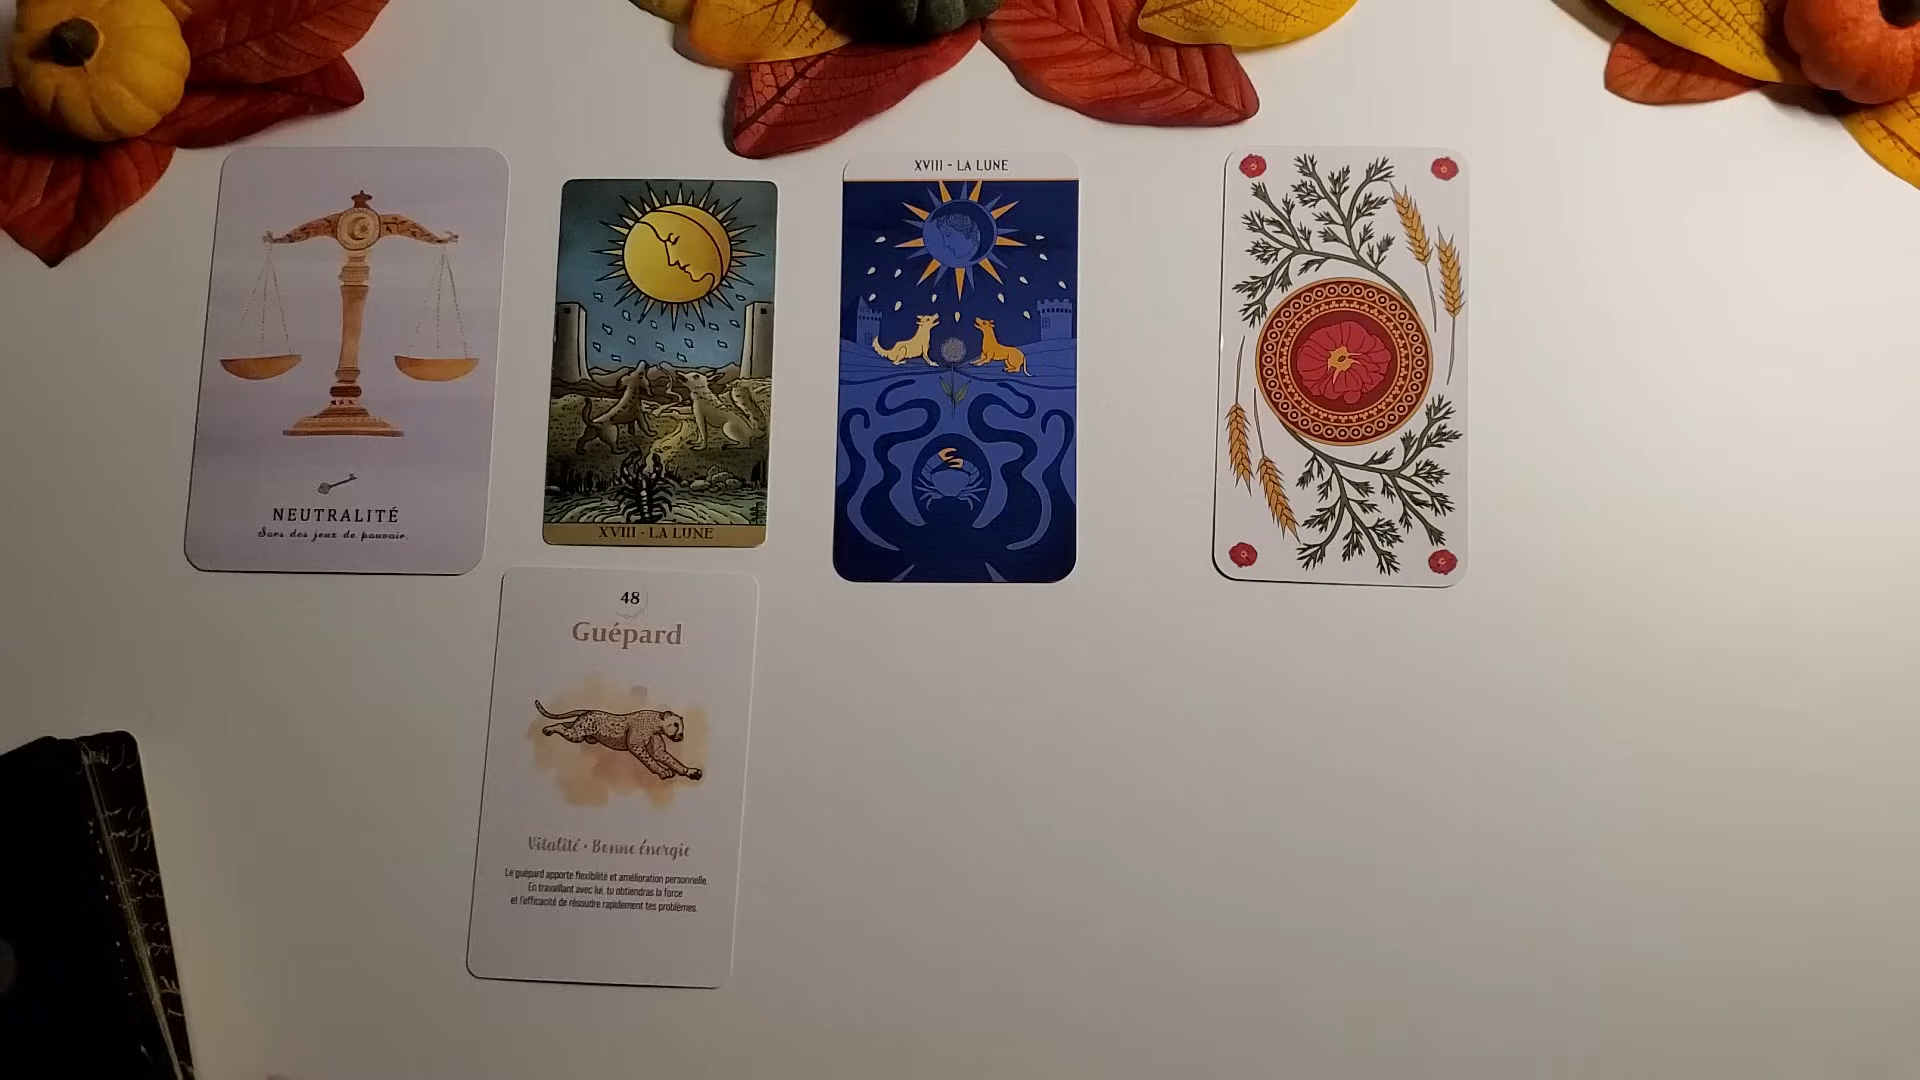 NEUTRALITÉ
Sors des jeux de pouvoir.
XVIII · LA LUNE
XVIII - LA LUNE
48
Guépard
Vitalité • Bonne énergie
Le guépard apporte flexibilité et amélioration personnelle.
En travaillant avec lui, tu obtiendras la force
et l'efficacité de résoudre rapidement tes problèmes.